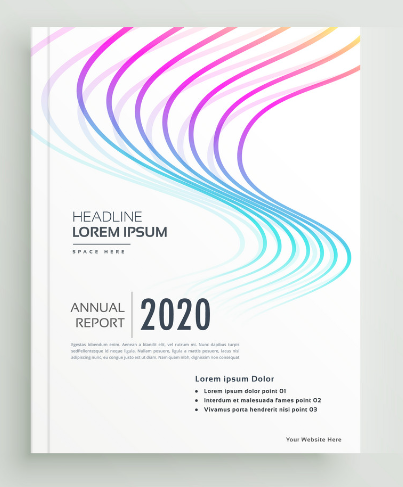 HEADLINE
LOREM IPSUM
SPACE HERE
ANNUAL
REPORT
2020
Lorem ipsum Dolor
• Lorem ipsum dolor point 01
• Interdum et malesuada fames point 02
• Vivamus porta hendrerit nisi point 03
Your Website Here